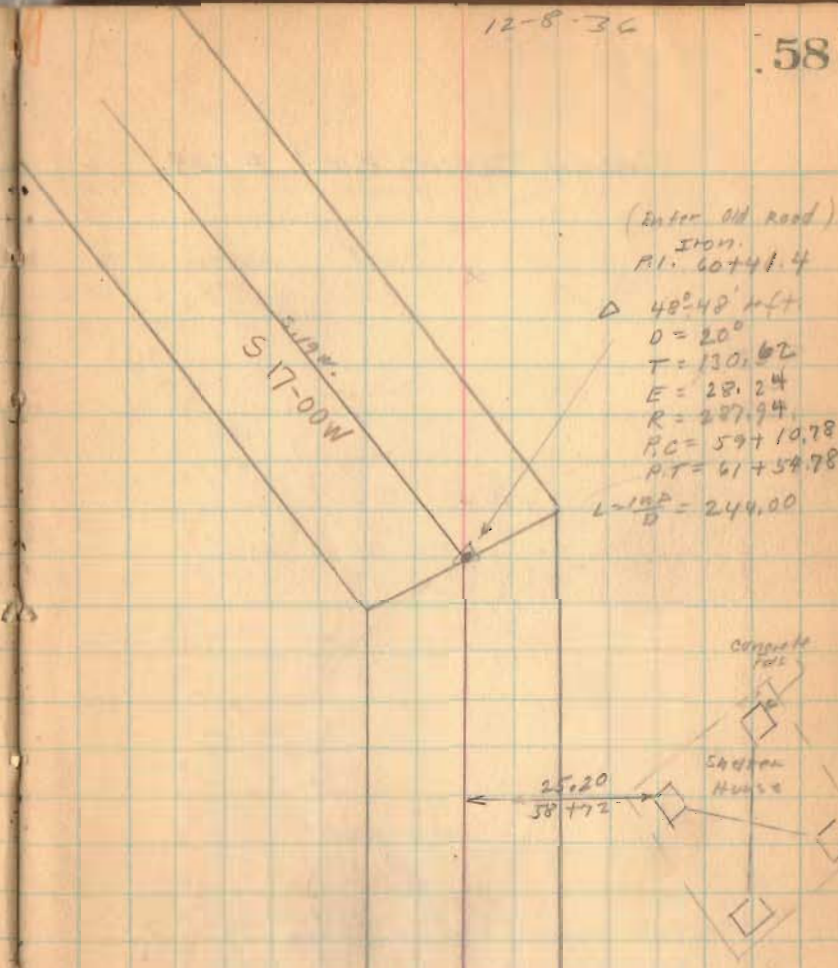 12-8-36
58
(Enter Old Road)
Iron.
P.I. 60+41.4
Δ 48°-48' Left
D = 20°
T = 130.62
E = 28.24
R = 287.94
P.C = 59+10.78
P.T = 61+54.78
L = 100Δ/D = 244.00
S 17-00W
Concrete
Shelter
House
25.20
58+72